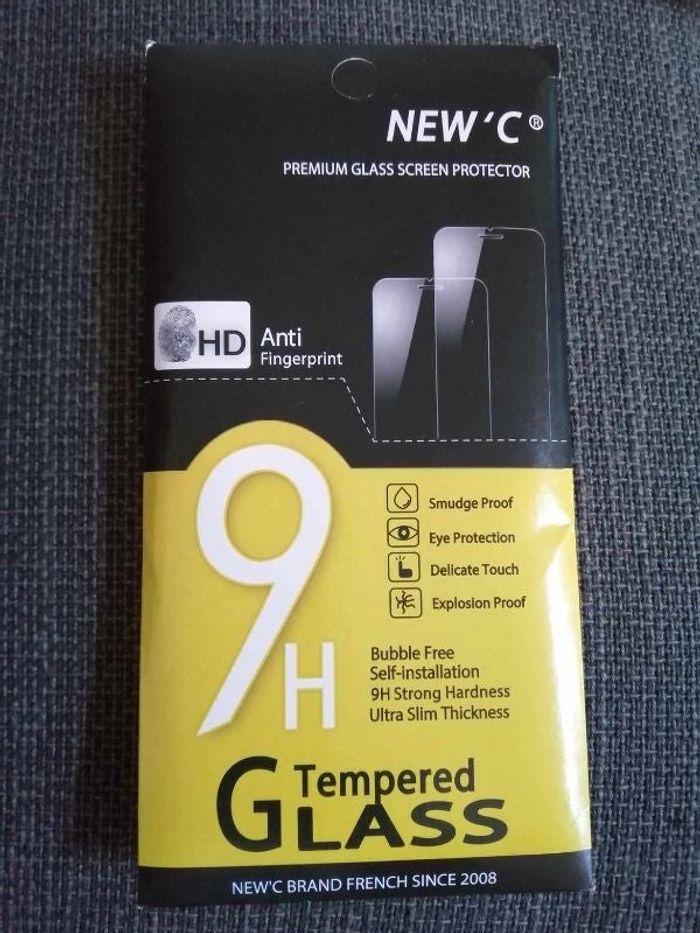 NEW 'C ®
PREMIUM GLASS SCREEN PROTECTOR
HD
Anti
Fingerprint
9H
Smudge Proof
Eye Protection
Delicate Touch
Explosion Proof
Bubble Free
Self-installation
9H Strong Hardness
Ultra Slim Thickness
Tempered
GLASS
NEW'C BRAND FRENCH SINCE 2008